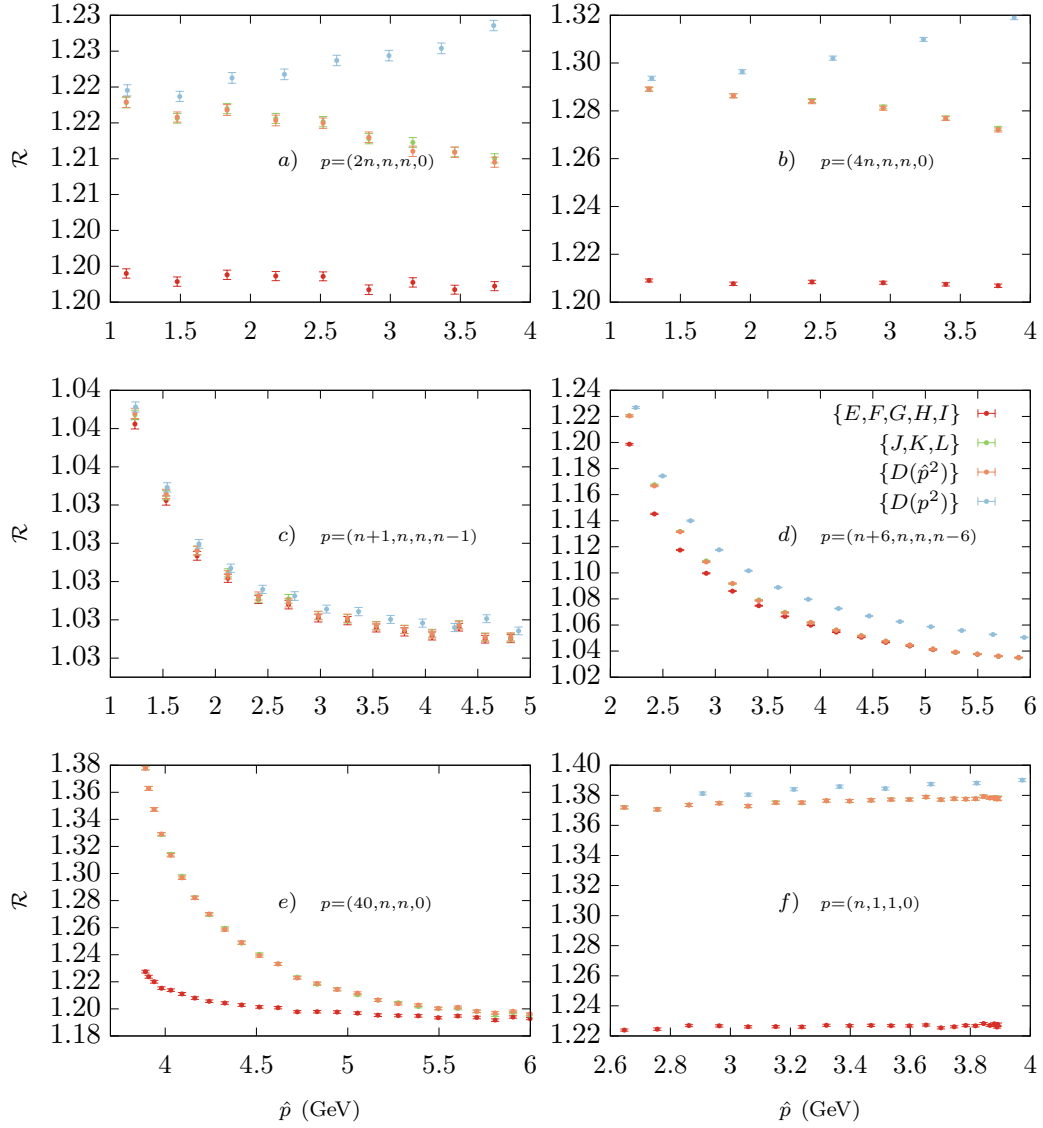 1.23
1.23
1.22
1.22
1.21
1.21
1.20
1.20
1.20
R
a) p=(2n,n,n,0)
1 1.5 2 2.5 3 3.5 4
1.32
1.30
1.28
1.26
1.24
1.22
1.20
b) p=(4n,n,n,0)
1 1.5 2 2.5 3 3.5 4
1.04
1.04
1.04
1.03
1.03
1.03
1.03
1.03
R
c) p=(n+1,n,n,n−1)
1 1.5 2 2.5 3 3.5 4 4.5 5
1.24
1.22
1.20
1.18
1.16
1.14
1.12
1.10
1.08
1.06
1.04
1.02
{E,F,G,H,I}
{J,K,L}
{D(p̂²)}
{D(p²)}
d) p=(n+6,n,n,n−6)
2 2.5 3 3.5 4 4.5 5 5.5 6
1.38
1.36
1.34
1.32
1.30
1.28
1.26
1.24
1.22
1.20
1.18
R
e) p=(40,n,n,0)
4 4.5 5 5.5 6
p̂ (GeV)
1.40
1.38
1.36
1.34
1.32
1.30
1.28
1.26
1.24
1.22
f) p=(n,1,1,0)
2.6 2.8 3 3.2 3.4 3.6 3.8 4
p̂ (GeV)